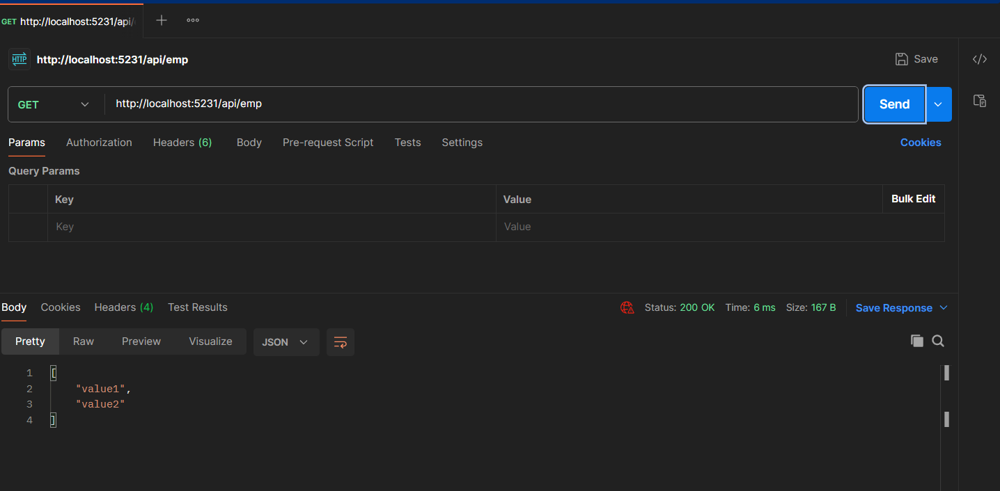 GET http://localhost:5231/api/
HTTP http://localhost:5231/api/emp
Save
GET http://localhost:5231/api/emp
Send
Params Authorization Headers (6) Body Pre-request Script Tests Settings Cookies
Query Params
Key Value Bulk Edit
Key Value
Body Cookies Headers (4) Test Results Status: 200 OK Time: 6 ms Size: 167 B Save Response
Pretty Raw Preview Visualize JSON
1 [
2 "value1",
3 "value2"
4 ]